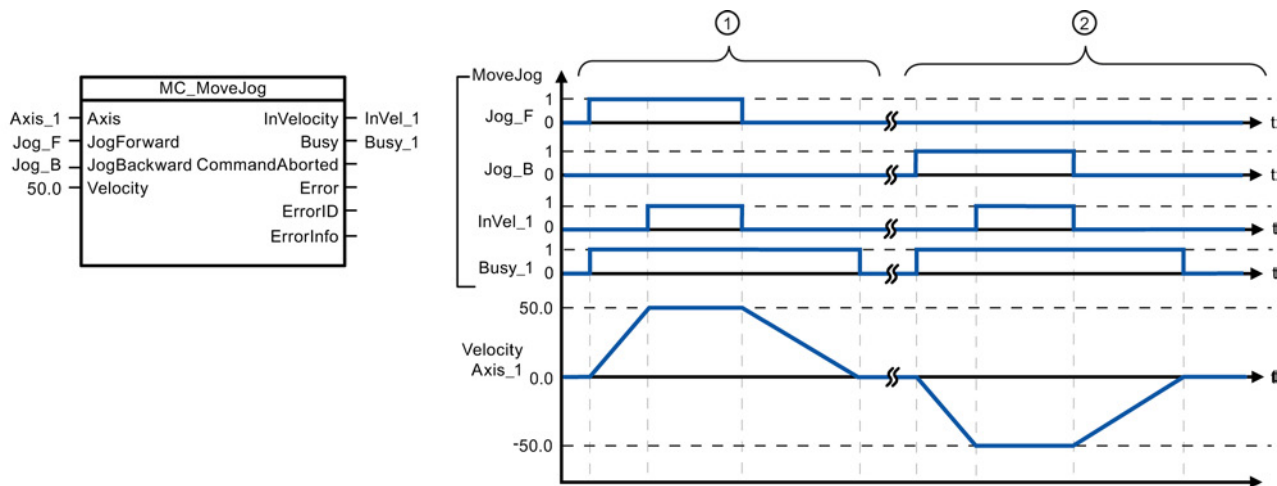 MC_MoveJog
Axis_1 Axis InVelocity InVel_1
Jog_F JogForward Busy Busy_1
Jog_B JogBackward CommandAborted
50.0 Velocity Error
ErrorID
ErrorInfo
1 2
MoveJog
1
Jog_F
0 t
1
Jog_B
0 t
1
InVel_1
0 t
1
Busy_1
0 t
50.0
Velocity
Axis_1
0.0 t
-50.0